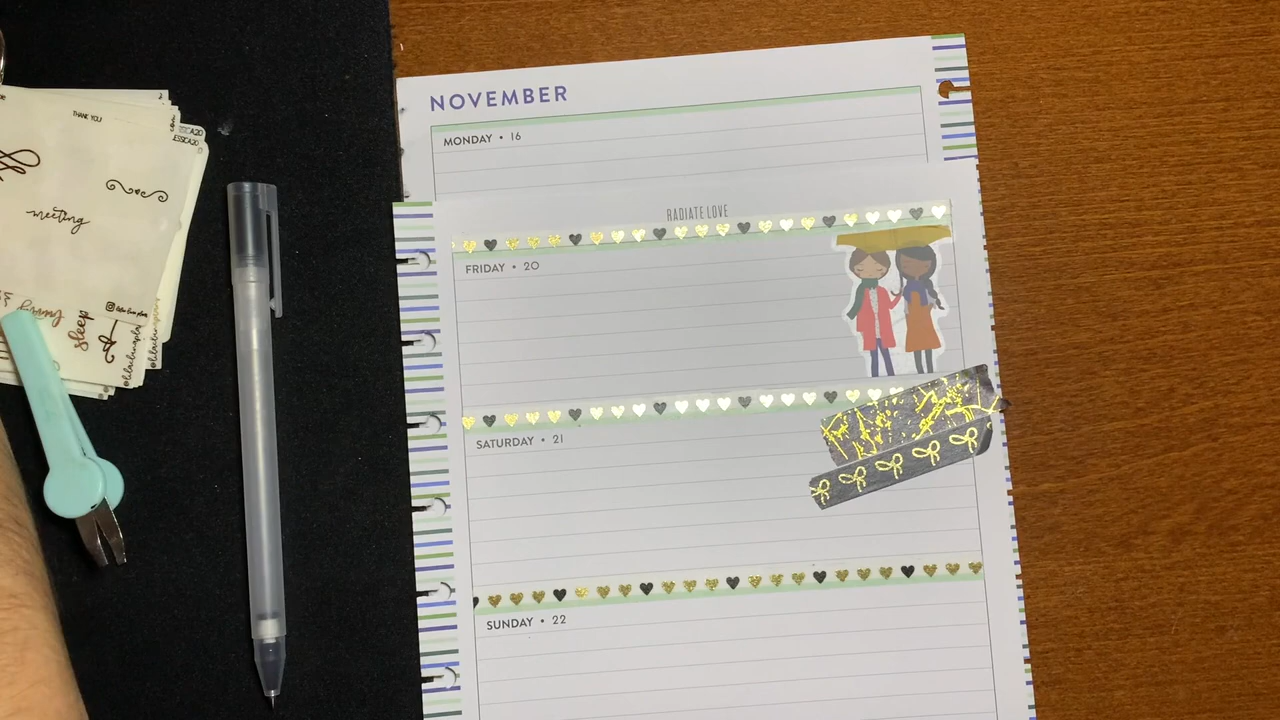 NOVEMBER
MONDAY • 16
RADIATE LOVE
FRIDAY • 20
SATURDAY • 21
SUNDAY • 22
THANK YOU
meeting
sleep